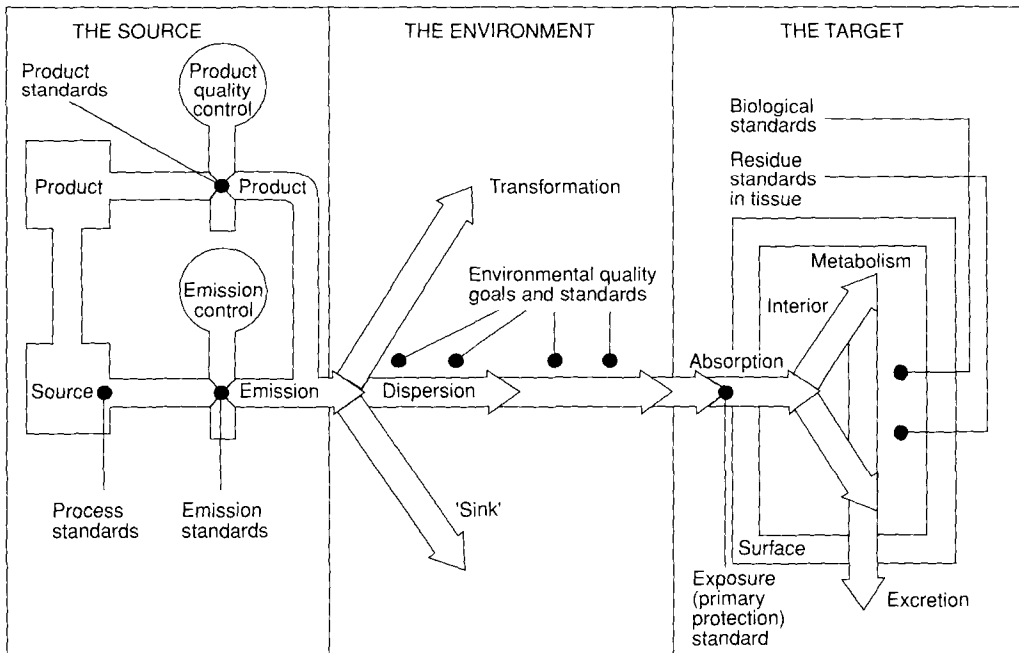 THE SOURCE
THE ENVIRONMENT
THE TARGET
Product
standards
Product
quality
control
Product
Product
Emission
control
Source
Emission
Process
standards
Emission
standards
Transformation
Environmental quality
goals and standards
Dispersion
'Sink'
Biological
standards
Residue
standards
in tissue
Metabolism
Interior
Absorption
Surface
Exposure
(primary
protection)
standard
Excretion